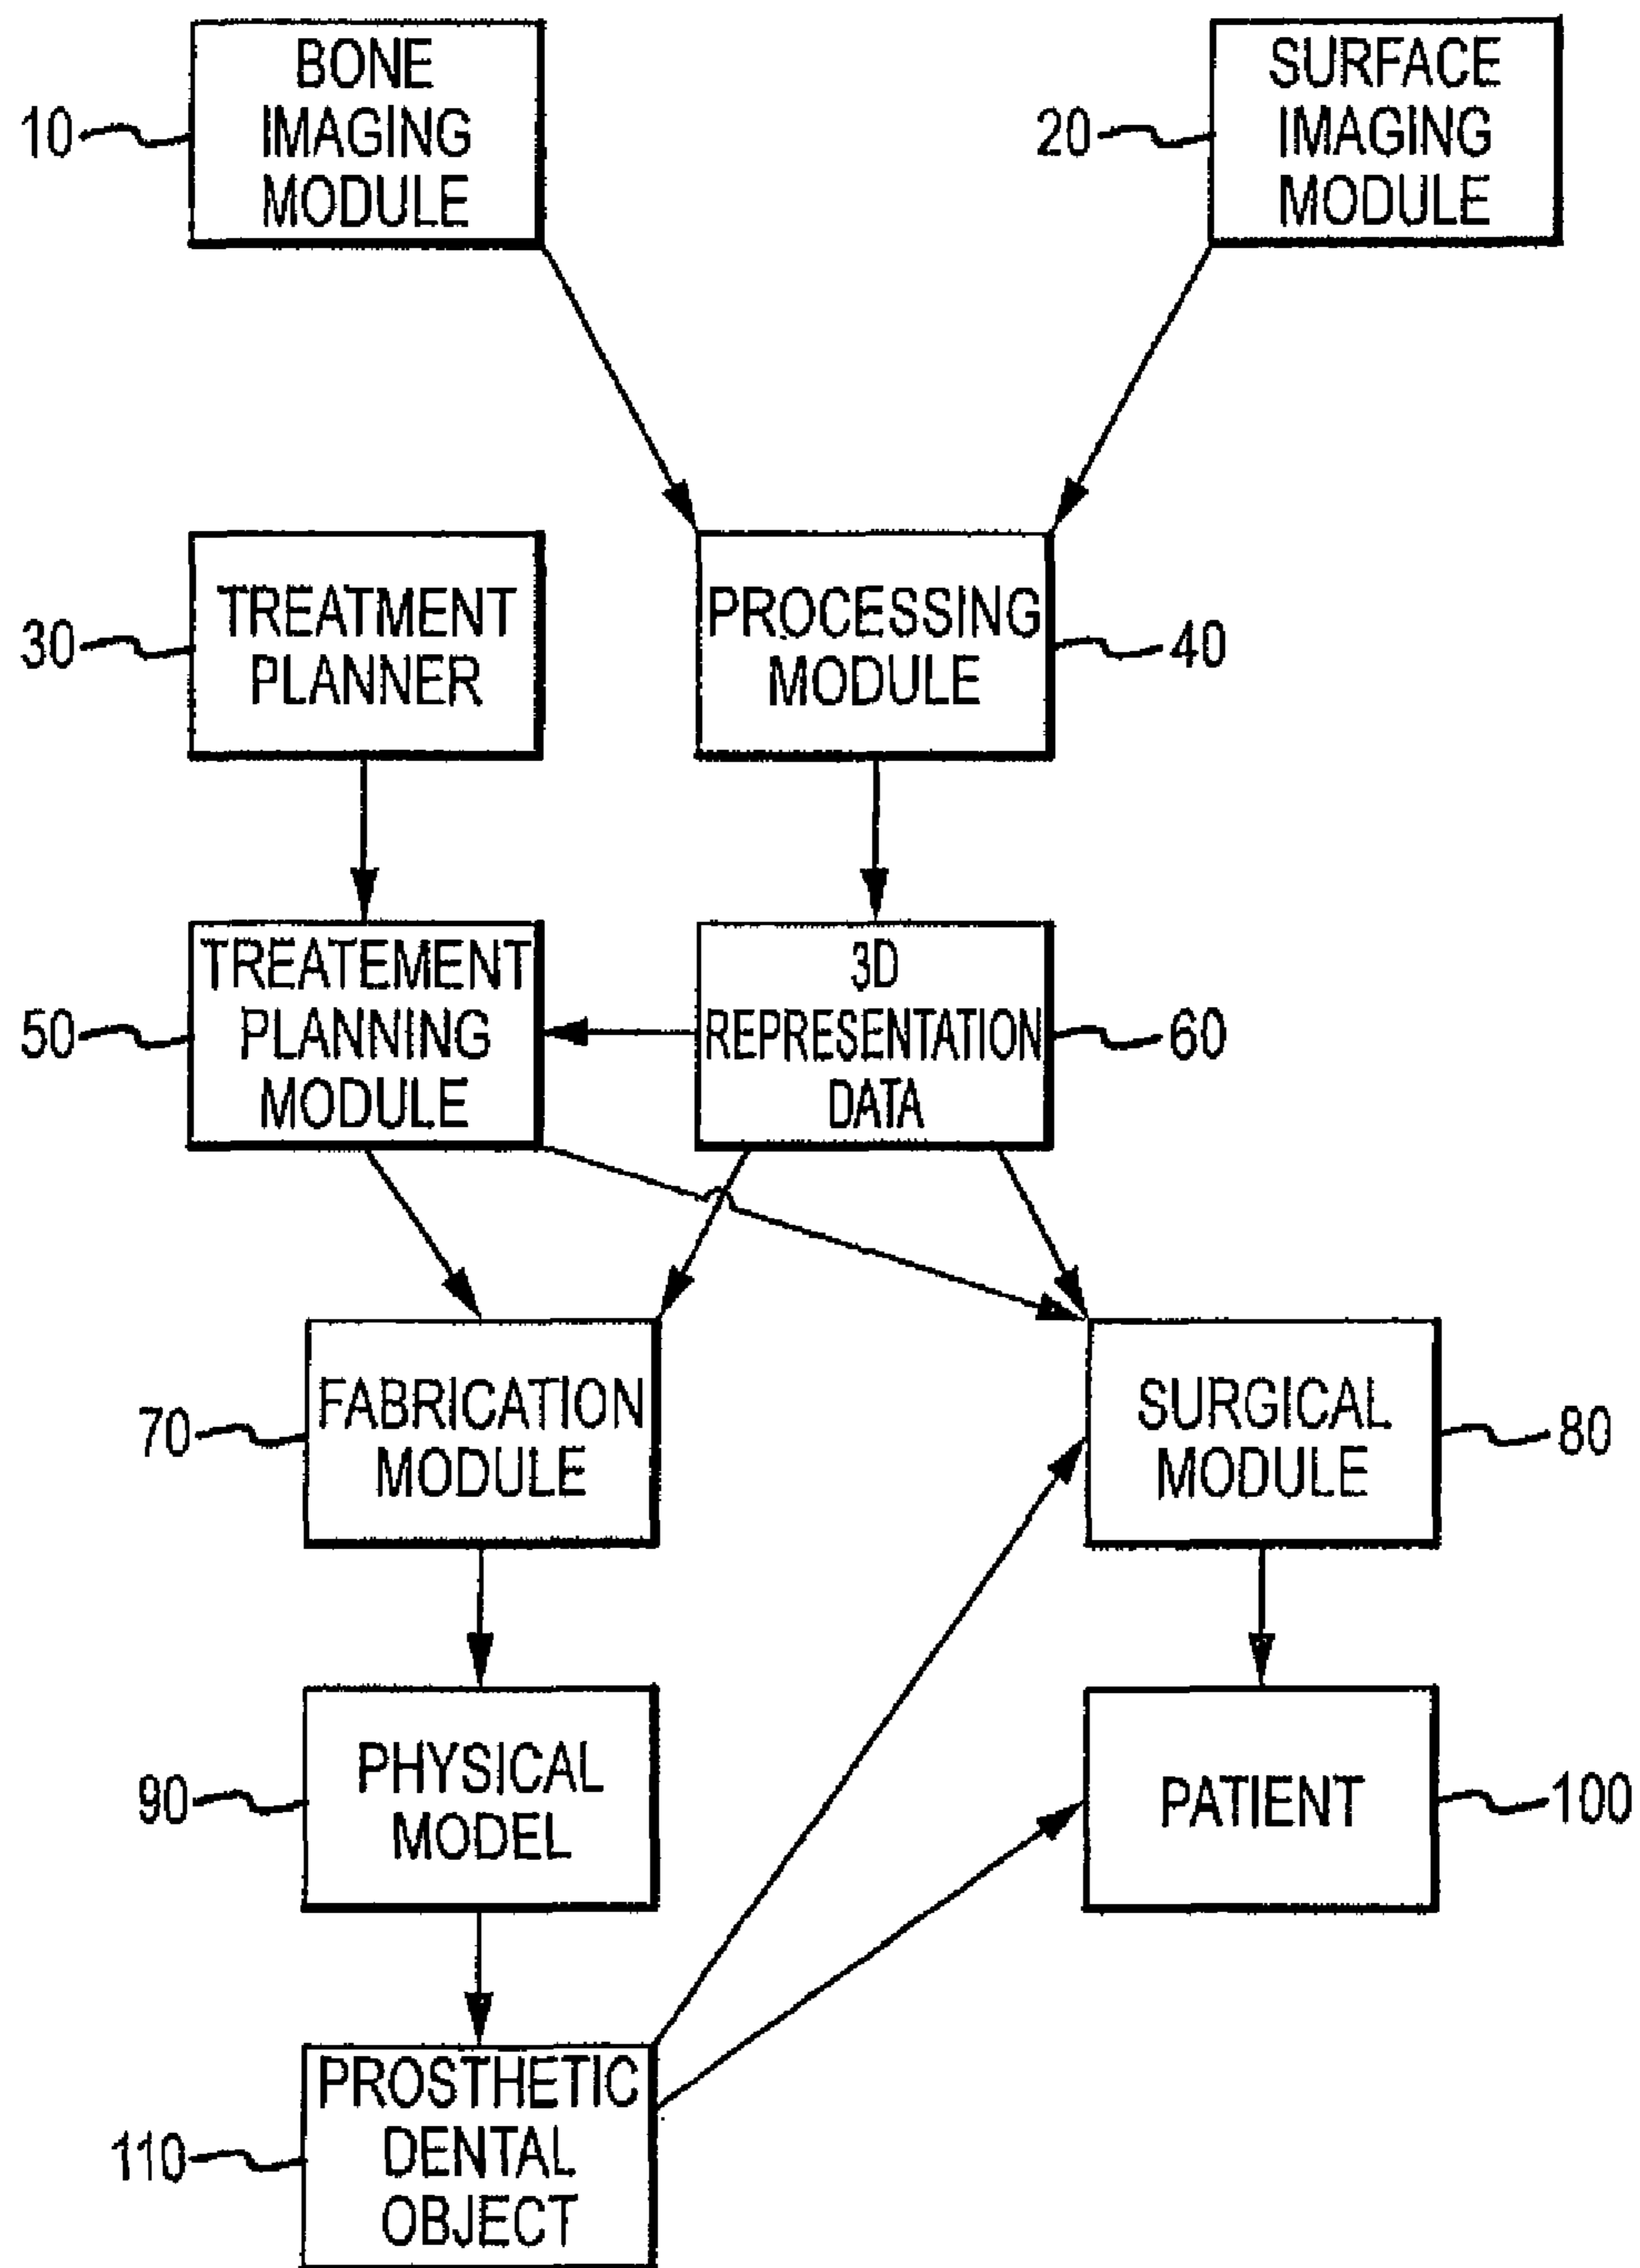 BONE
IMAGING
MODULE
10
SURFACE
IMAGING
MODULE
20
TREATMENT
PLANNER
30
PROCESSING
MODULE
40
TREATEMENT
PLANNING
MODULE
50
3D
REPRESENTATION
DATA
60
FABRICATION
MODULE
70
SURGICAL
MODULE
80
PHYSICAL
MODEL
90
PATIENT
100
PROSTHETIC
DENTAL
OBJECT
110